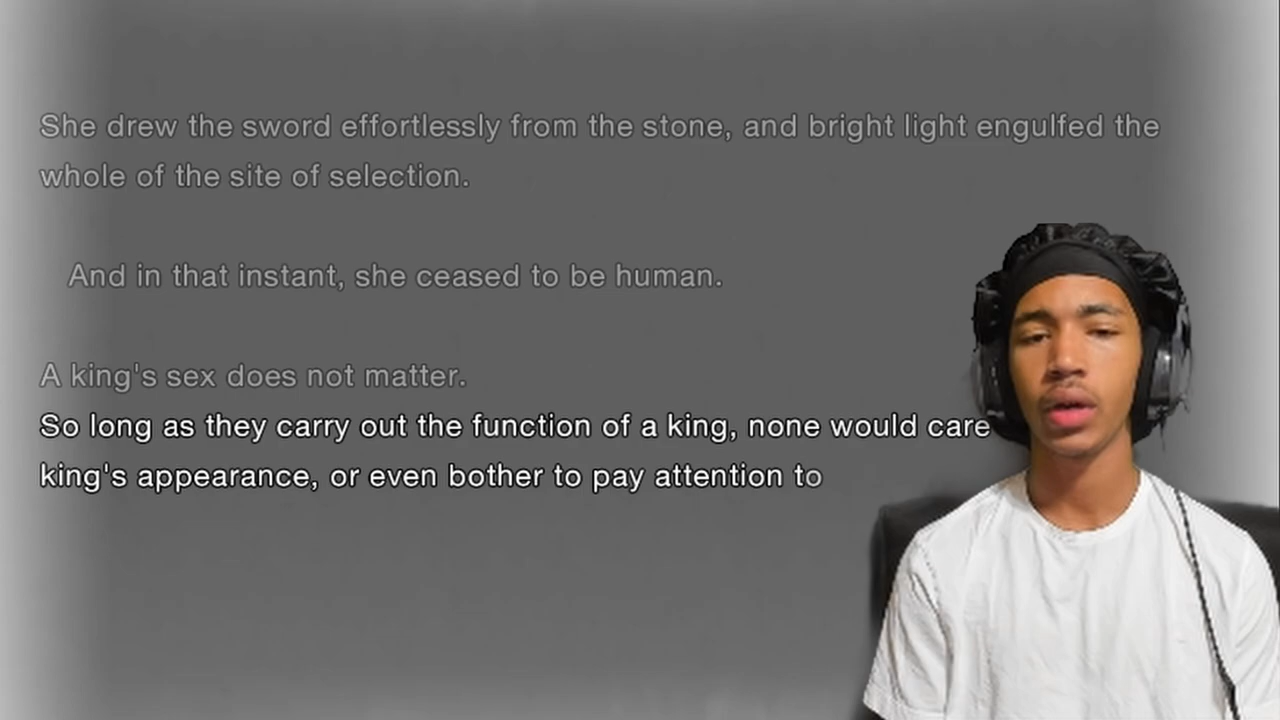 She drew the sword effortlessly from the stone, and bright light engulfed the
whole of the site of selection.
And in that instant, she ceased to be human.
A king's sex does not matter.
So long as they carry out the function of a king, none would care
king's appearance, or even bother to pay attention to